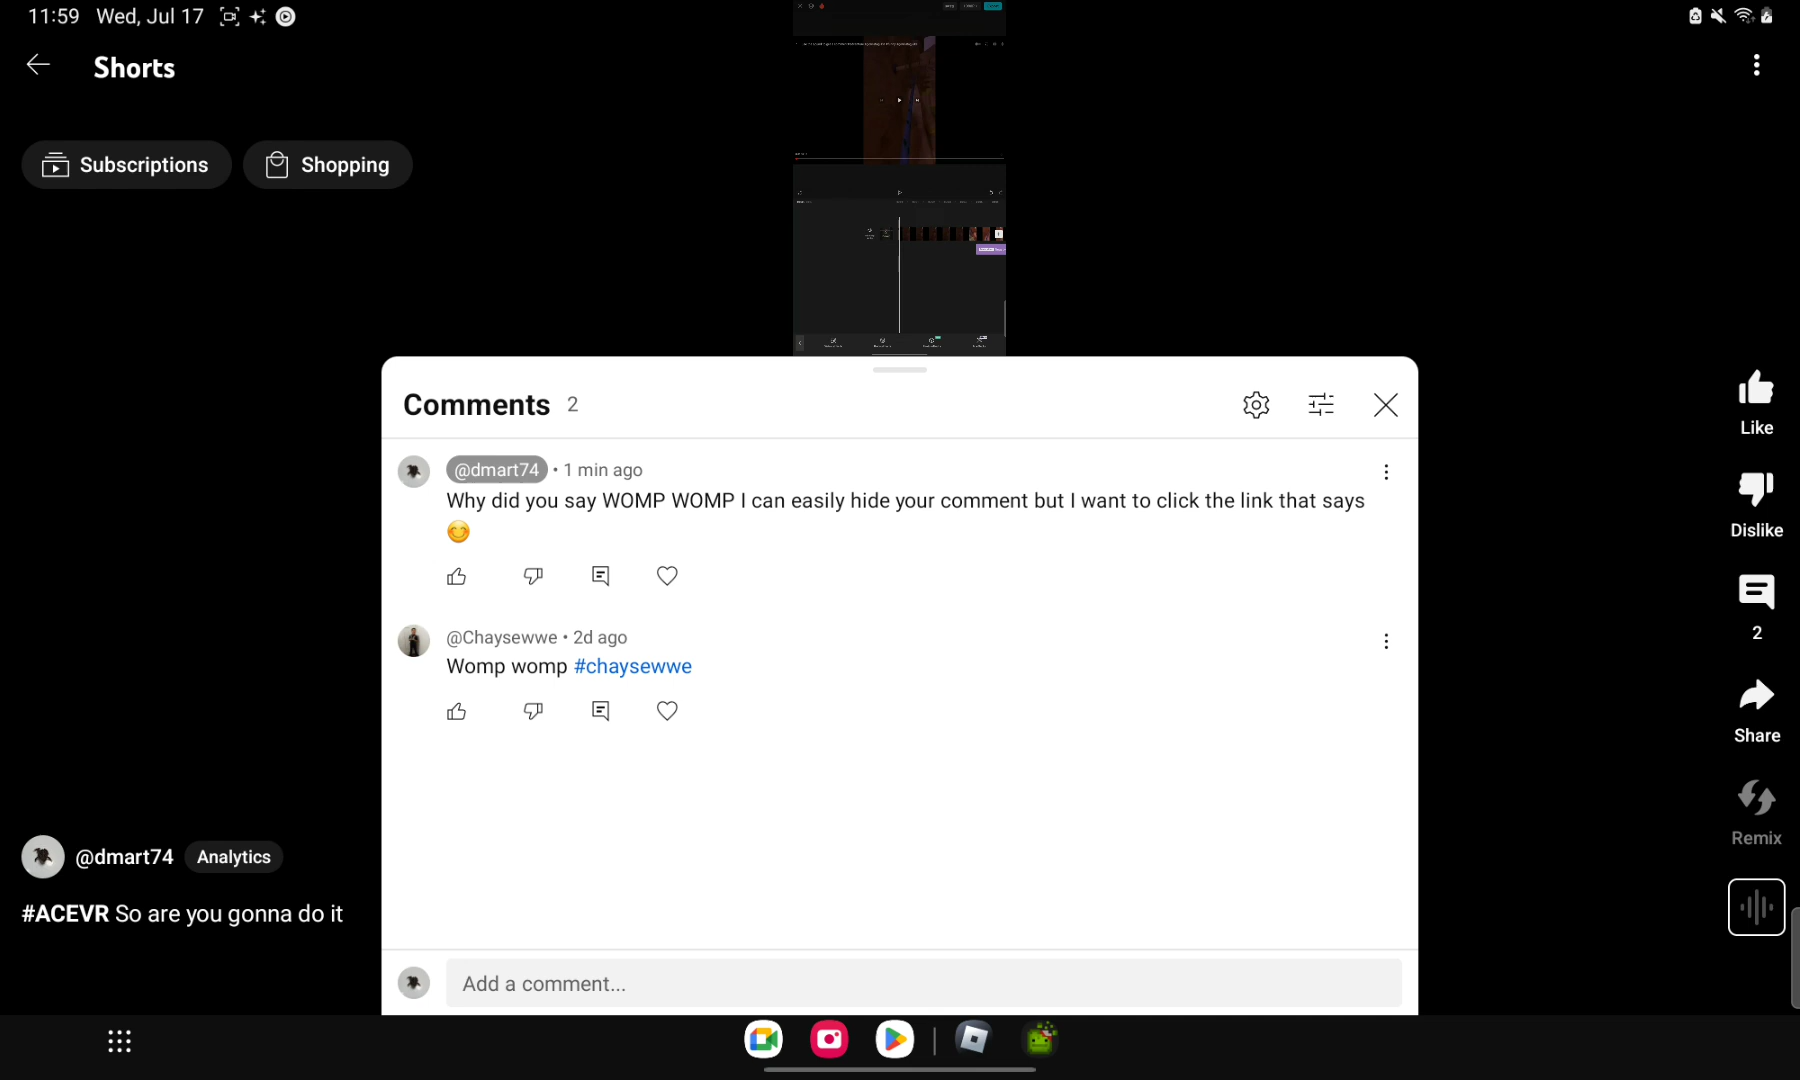 11:59 Wed, Jul 17
Shorts
Subscriptions
Shopping
Comments 2
@dmart74 • 1 min ago
Why did you say WOMP WOMP I can easily hide your comment but I want to click the link that says
😊
@Chaysewwe • 2d ago
Womp womp #chaysewwe
Add a comment...
Like
Dislike
2
Share
Remix
@dmart74 Analytics
#ACEVR So are you gonna do it